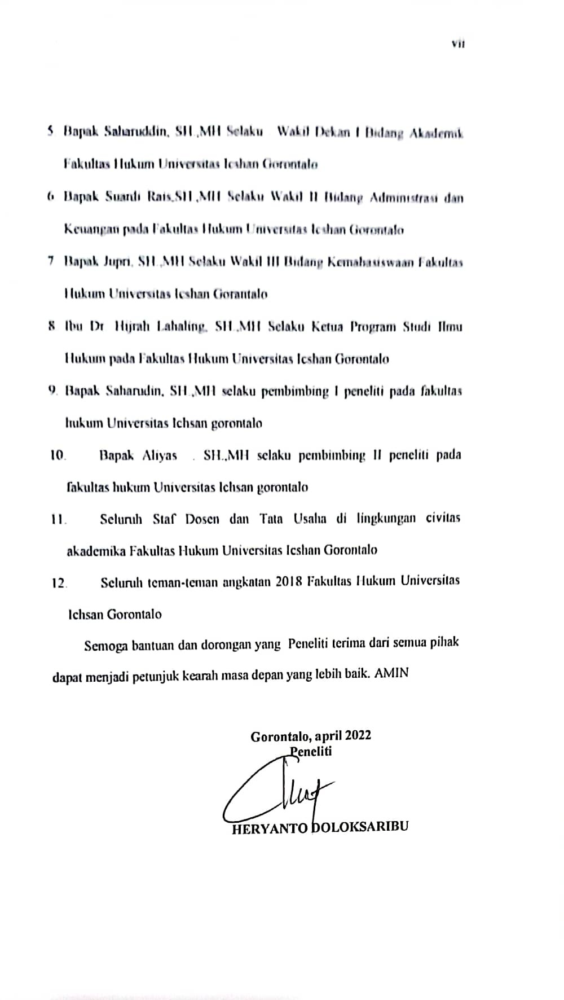 vii
5 Bapak Saharuddin, SH.,MH Selaku Wakil Dekan I Bidang Akademik
Fakultas Hukum Universitas Icshan Gorontalo
6 Bapak Suardi Rais,SH.,MH Selaku Wakil II Bidang Administrasi dan
Keuangan pada Fakultas Hukum Universitas Icshan Gorontalo
7 Bapak Jupri, SH.,MH Selaku Wakil III Bidang Kemahasiswaan Fakultas
Hukum Universitas Icshan Gorantalo
8 Ibu Dr Hijrah Lahaling, SH.,MH Selaku Ketua Program Studi Ilmu
Hukum pada Fakultas Hukum Universitas Icshan Gorontalo
9. Bapak Saharudin, SH.,MH selaku pembimbing I peneliti pada fakultas
hukum Universitas Ichsan gorontalo
10. Bapak Aliyas . SH.,MH selaku pembimbing II peneliti pada
fakultas hukum Universitas Ichsan gorontalo
11. Seluruh Staf Dosen dan Tata Usaha di lingkungan civitas
akademika Fakultas Hukum Universitas Icshan Gorontalo
12. Seluruh teman-teman angkatan 2018 Fakultas Hukum Universitas
Ichsan Gorontalo
Semoga bantuan dan dorongan yang Peneliti terima dari semua pihak
dapat menjadi petunjuk kearah masa depan yang lebih baik. AMIN
Gorontalo, april 2022
Peneliti
HERYANTO DOLOKSARIBU